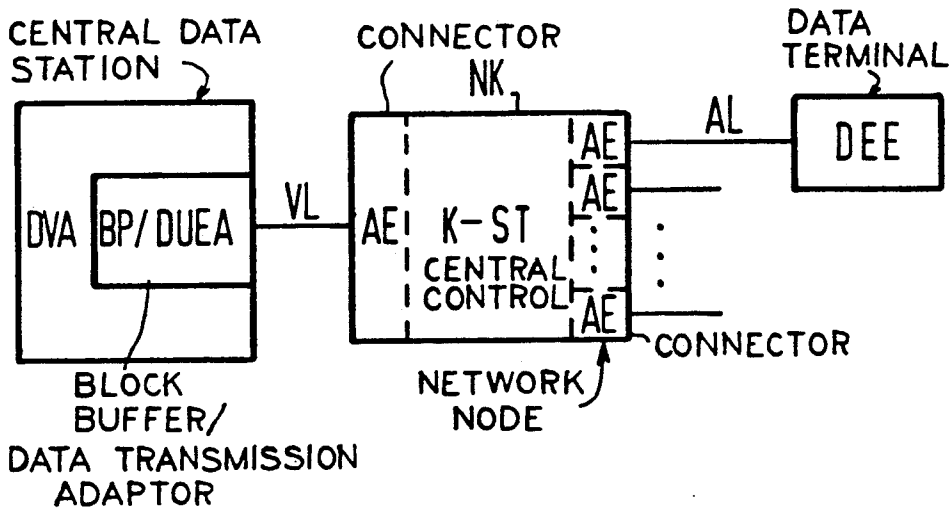 CENTRAL DATA
STATION
CONNECTOR
NK
DATA
TERMINAL
AL
DEE
AE
AE
AE
DVA
BP/DUEA
VL
AE
K-ST
CENTRAL
CONTROL
CONNECTOR
NETWORK
NODE
BLOCK
BUFFER/
DATA TRANSMISSION
ADAPTOR